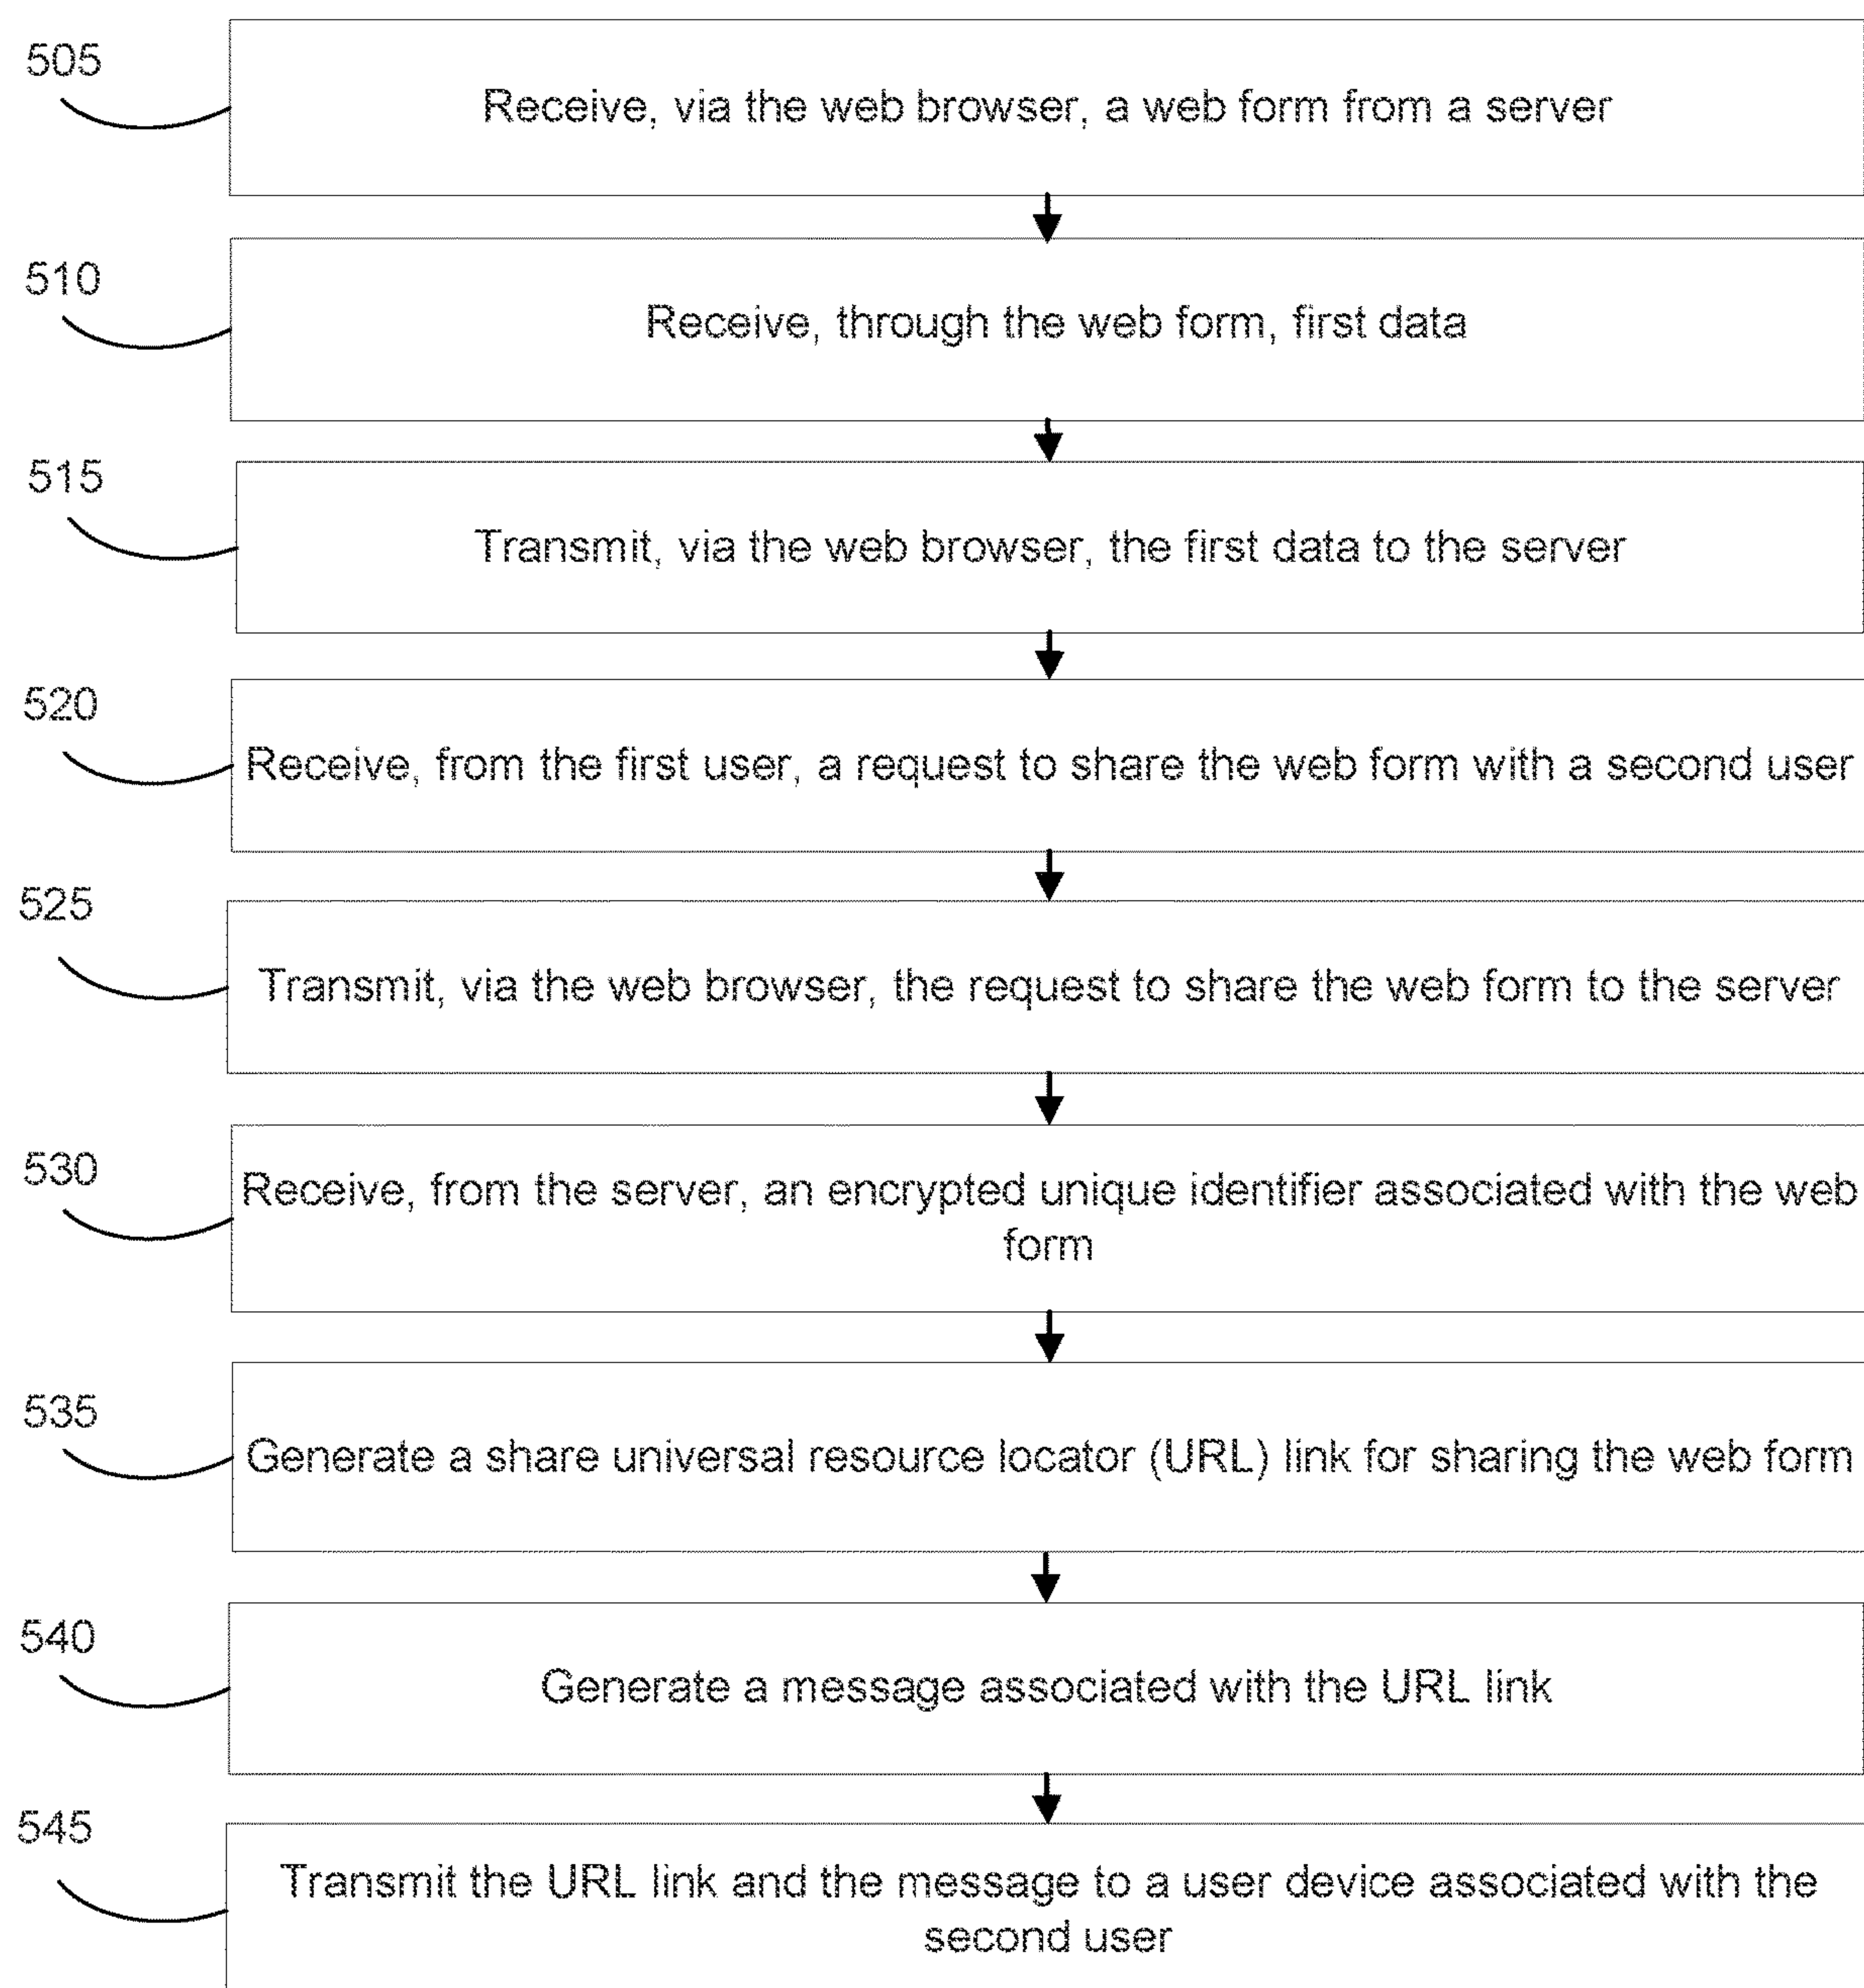 505
Receive, via the web browser, a web form from a server
510
Receive, through the web form, first data
515
Transmit, via the web browser, the first data to the server
520
Receive, from the first user, a request to share the web form with a second user
525
Transmit, via the web browser, the request to share the web form to the server
530
Receive, from the server, an encrypted unique identifier associated with the web
form
535
Generate a share universal resource locator (URL) link for sharing the web form
540
Generate a message associated with the URL link
545
Transmit the URL link and the message to a user device associated with the
second user